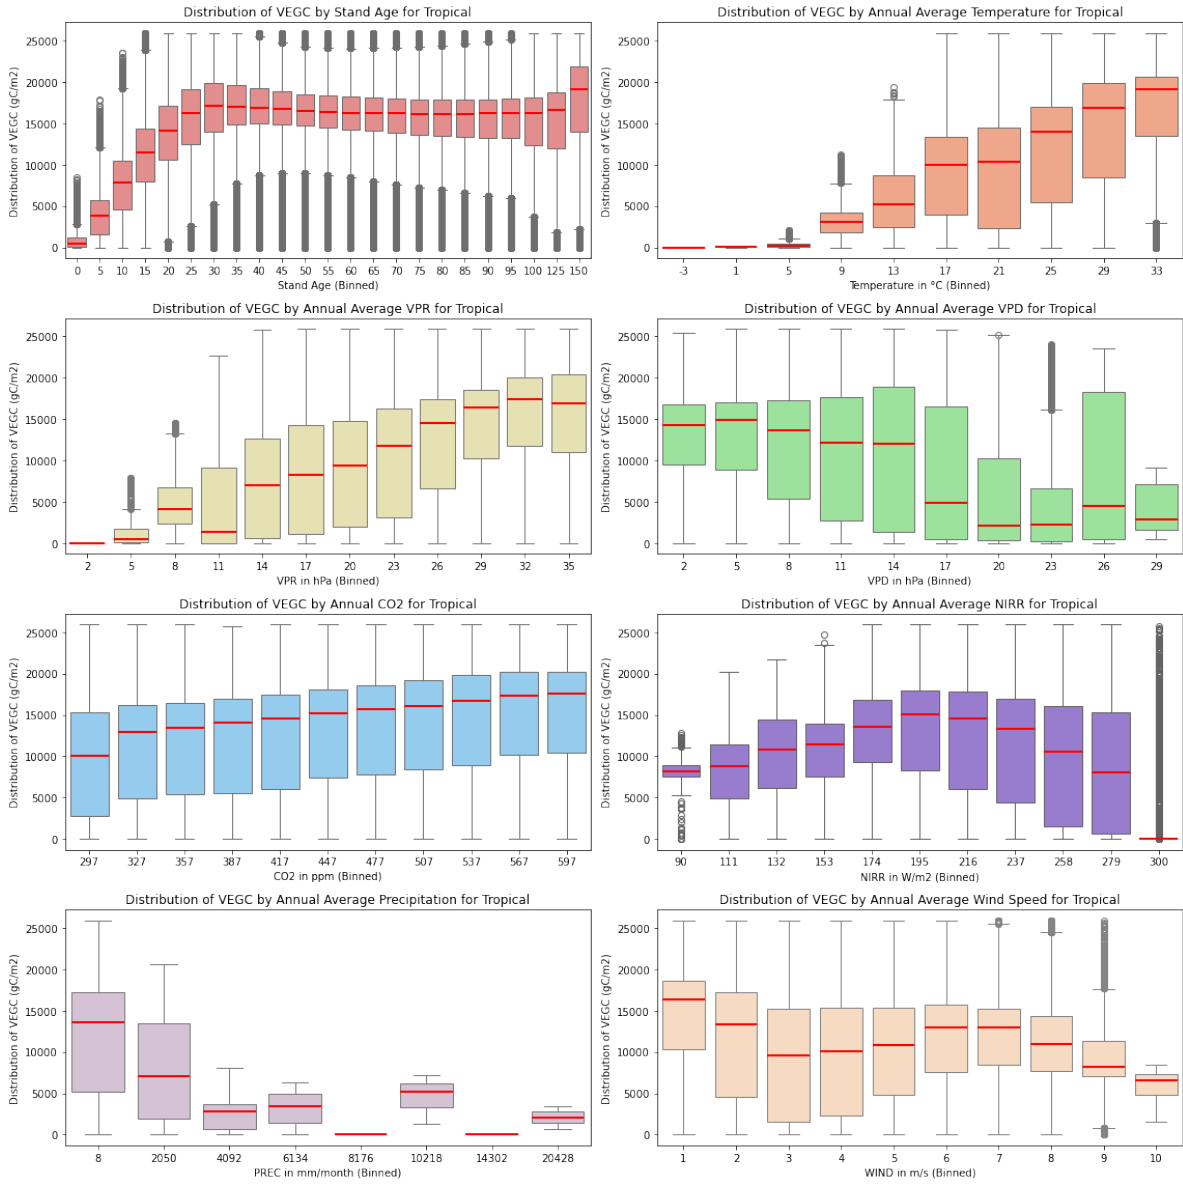 Distribution of VEGC by Stand Age for Tropical
Distribution of VEGC (gC/m2)
25000
20000
15000
10000
5000
0
0 5 10 15 20 25 30 35 40 45 50 55 60 65 70 75 80 85 90 95 100 125 150
Stand Age (Binned)
Distribution of VEGC by Annual Average Temperature for Tropical
Distribution of VEGC (gC/m2)
25000
20000
15000
10000
5000
0
-3 1 5 9 13 17 21 25 29 33
Temperature in °C (Binned)
Distribution of VEGC by Annual Average VPR for Tropical
Distribution of VEGC (gC/m2)
25000
20000
15000
10000
5000
0
2 5 8 11 14 17 20 23 26 29 32 35
VPR in hPa (Binned)
Distribution of VEGC by Annual Average VPD for Tropical
Distribution of VEGC (gC/m2)
25000
20000
15000
10000
5000
0
2 5 8 11 14 17 20 23 26 29
VPD in hPa (Binned)
Distribution of VEGC by Annual CO2 for Tropical
Distribution of VEGC (gC/m2)
25000
20000
15000
10000
5000
0
297 327 357 387 417 447 477 507 537 567 597
CO2 in ppm (Binned)
Distribution of VEGC by Annual Average NIRR for Tropical
Distribution of VEGC (gC/m2)
25000
20000
15000
10000
5000
0
90 111 132 153 174 195 216 237 258 279 300
NIRR in W/m2 (Binned)
Distribution of VEGC by Annual Average Precipitation for Tropical
Distribution of VEGC (gC/m2)
25000
20000
15000
10000
5000
0
8 2050 4092 6134 8176 10218 14302 20428
PREC in mm/month (Binned)
Distribution of VEGC by Annual Average Wind Speed for Tropical
Distribution of VEGC (gC/m2)
25000
20000
15000
10000
5000
0
1 2 3 4 5 6 7 8 9 10
WIND in m/s (Binned)